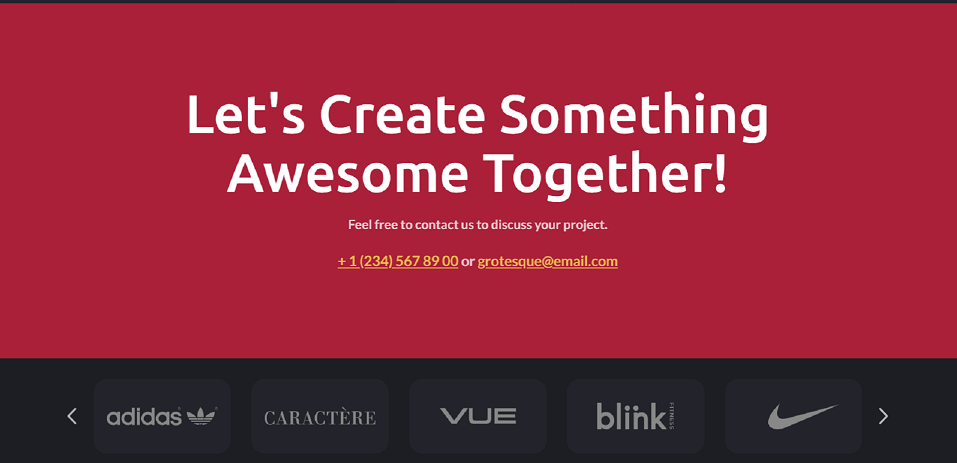 Let's Create Something
Awesome Together!
Feel free to contact us to discuss your project.
+ 1 (234) 567 89 00 or grotesque@email.com
adidas CARACTÈRE VUE blink FITNESS